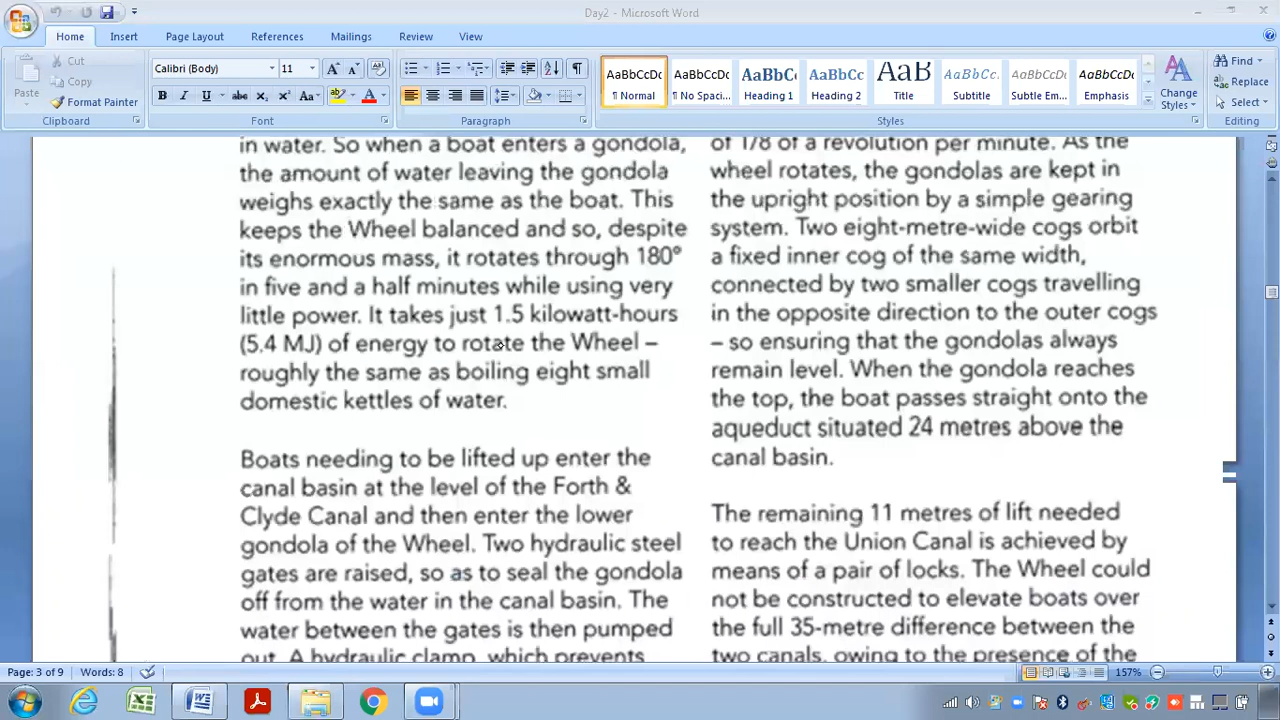 Day2 - Microsoft Word
Home Insert Page Layout References Mailings Review View
Paste
Cut
Copy
Format Painter
Clipboard
Calibri (Body) 11
Font
Paragraph
AaBbCcDc AaBbCcDc AaBbC AaBbCc AaB AaBbCc. AaBbCcDc AaBbCcDc
¶ Normal ¶ No Spaci... Heading 1 Heading 2 Title Subtitle Subtle Em... Emphasis
Styles
Change Styles
Find
Replace
Select
Editing
in water. So when a boat enters a gondola,
the amount of water leaving the gondola
weighs exactly the same as the boat. This
keeps the Wheel balanced and so, despite
its enormous mass, it rotates through 180°
in five and a half minutes while using very
little power. It takes just 1.5 kilowatt-hours
(5.4 MJ) of energy to rotate the Wheel –
roughly the same as boiling eight small
domestic kettles of water.
Boats needing to be lifted up enter the
canal basin at the level of the Forth &
Clyde Canal and then enter the lower
gondola of the Wheel. Two hydraulic steel
gates are raised, so as to seal the gondola
off from the water in the canal basin. The
water between the gates is then pumped
out. A hydraulic clamp, which prevents
of 1/8 of a revolution per minute. As the
wheel rotates, the gondolas are kept in
the upright position by a simple gearing
system. Two eight-metre-wide cogs orbit
a fixed inner cog of the same width,
connected by two smaller cogs travelling
in the opposite direction to the outer cogs
– so ensuring that the gondolas always
remain level. When the gondola reaches
the top, the boat passes straight onto the
aqueduct situated 24 metres above the
canal basin.
The remaining 11 metres of lift needed
to reach the Union Canal is achieved by
means of a pair of locks. The Wheel could
not be constructed to elevate boats over
the full 35-metre difference between the
two canals, owing to the presence of the
Page: 3 of 9 Words: 8
157%